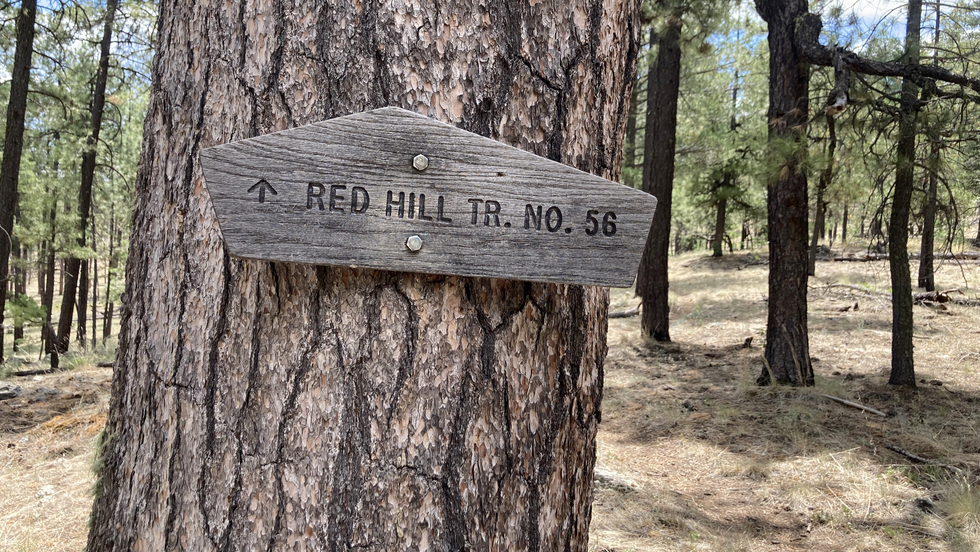 ↑ RED HILL TR. NO. 56